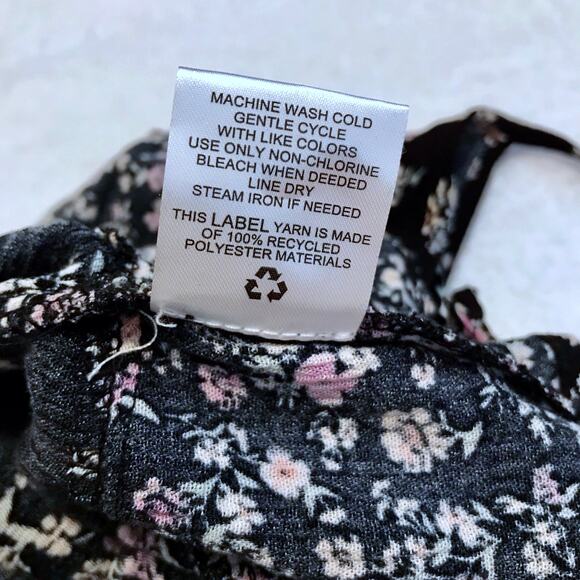 MACHINE WASH COLD
GENTLE CYCLE
WITH LIKE COLORS
USE ONLY NON-CHLORINE
BLEACH WHEN DEEDED
LINE DRY
STEAM IRON IF NEEDED
THIS LABEL YARN IS MADE
OF 100% RECYCLED
POLYESTER MATERIALS